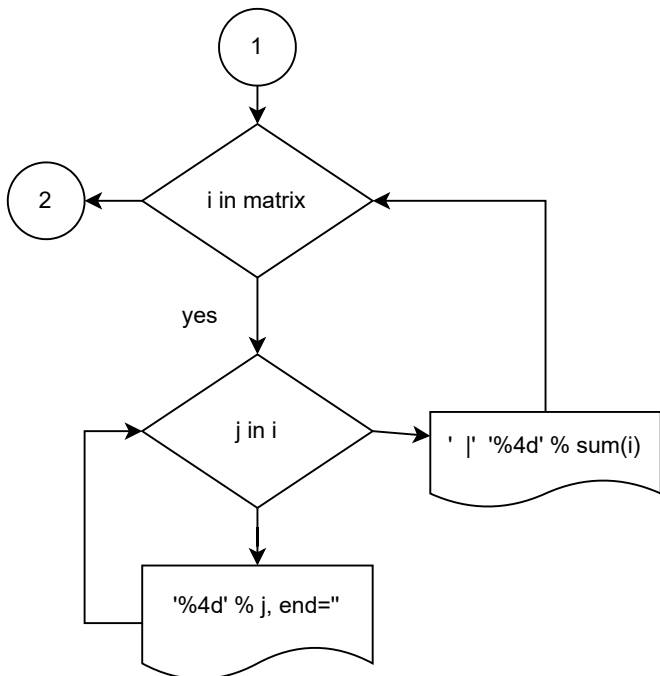 1
i in matrix
2
yes
j in i
' |' '%4d' % sum(i)
'%4d' % j, end=''